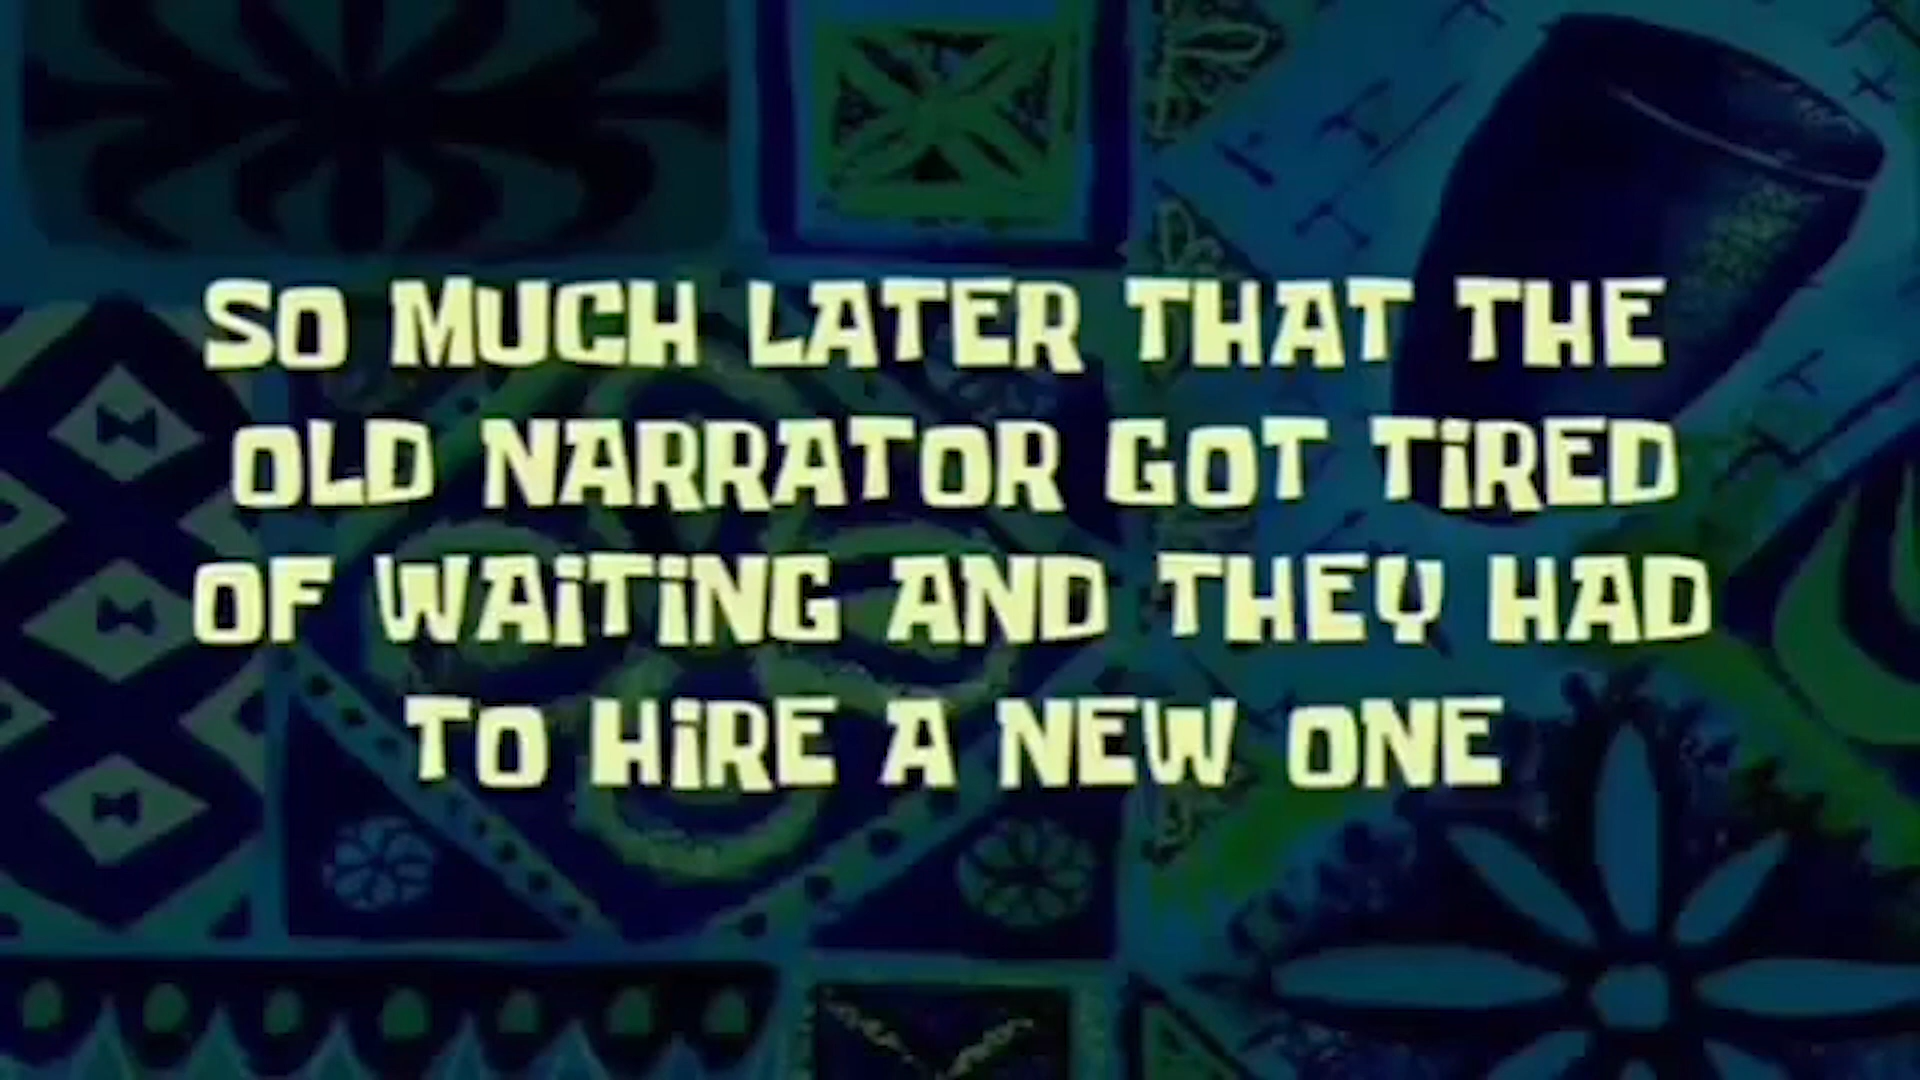 SO MUCH LATER THAT THE
OLD NARRATOR GOT TiRED
OF WAiTiNG AND THEY HAD
TO HiRE A NEW ONE